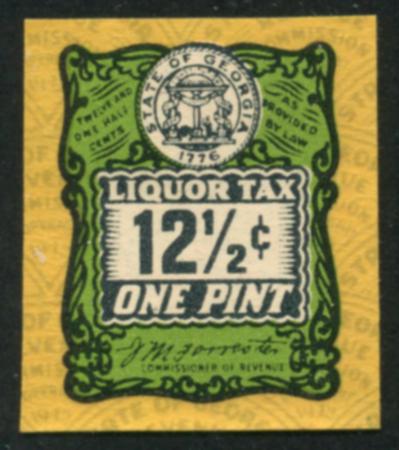 STATE OF GEORGIA
1776
TWELVE AND
ONE HALF
CENTS
AS
PROVIDED
BY LAW
LIQUOR TAX
12½¢
ONE PINT
J M Forrester
COMMISSIONER OF REVENUE